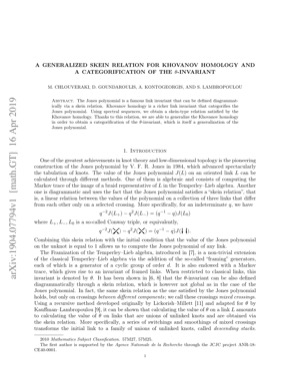 A GENERALIZED SKEIN RELATION FOR KHOVANOV HOMOLOGY AND
A CATEGORIFICATION OF THE θ-INVARIANT
M. CHLOUVERAKI, D. GOUNDAROULIS, A. KONTOGEORGIS, AND S. LAMBROPOULOU
Abstract. The Jones polynomial is a famous link invariant that can be defined diagrammatically
via a skein relation. Khovanov homology is a richer link invariant that categorifies the
Jones polynomial. Using spectral sequences, we obtain a skein-type relation satisfied by the
Khovanov homology. Thanks to this relation, we are able to generalize the Khovanov homology
in order to obtain a categorification of the θ-invariant, which is itself a generalization of the
Jones polynomial.
1. Introduction
One of the greatest achievements in knot theory and low-dimensional topology is the pioneering
construction of the Jones polynomial by V. F. R. Jones in 1984, which advanced spectacularly
the tabulation of knots. The value of the Jones polynomial J(L) on an oriented link L can be
calculated through different methods. One of them is algebraic and consists of computing the
Markov trace of the image of a braid representative of L in the Temperley–Lieb algebra. Another
one is diagrammatic and uses the fact that the Jones polynomial satisfies a "skein relation", that
is, a linear relation between the values of the polynomial on a collection of three links that differ
from each other only on a selected crossing. More specifically, for an indeterminate q, we have
q⁻²J(L₊) − q²J(L₋) = (q⁻¹ − q)J(L₀)
where L₊, L₋, L₀ is a so-called Conway triple, or equivalently,
Combining this skein relation with the initial condition that the value of the Jones polynomial
on the unknot is equal to 1 allows us to compute the Jones polynomial of any link.
The Framization of the Temperley–Lieb algebra, introduced in [7], is a non-trivial extension
of the classical Temperley–Lieb algebra via the addition of the so-called "framing" generators,
each of which is a generator of a cyclic group of order d. It is also endowed with a Markov
trace, which gives rise to an invariant of framed links. When restricted to classical links, this
invariant is denoted by θ. It has been shown in [6, 8] that the θ-invariant can be also defined
diagrammatically through a skein relation, which is however not global as in the case of the
Jones polynomial. In fact, the same skein relation as the one satisfied by the Jones polynomial
holds, but only on crossings between different components; we call these crossings mixed crossings.
Using a recursive method developed originally by Lickorish–Millett [11] and adapted for θ by
Kauffman–Lambropoulou [9], it can be shown that calculating the value of θ on a link L amounts
to calculating the value of θ on links that are unions of unlinked knots and are obtained via
the skein relation. More specifically, a series of switchings and smoothings of mixed crossings
transforms the initial link to a family of unions of unlinked knots, called descending stacks.
2010 Mathematics Subject Classification. 57M27, 57M25.
The first author is supported by the Agence Nationale de la Recherche through the JCJC project ANR-18-
CE40-0001.
1
arXiv:1904.07794v1 [math.GT] 16 Apr 2019